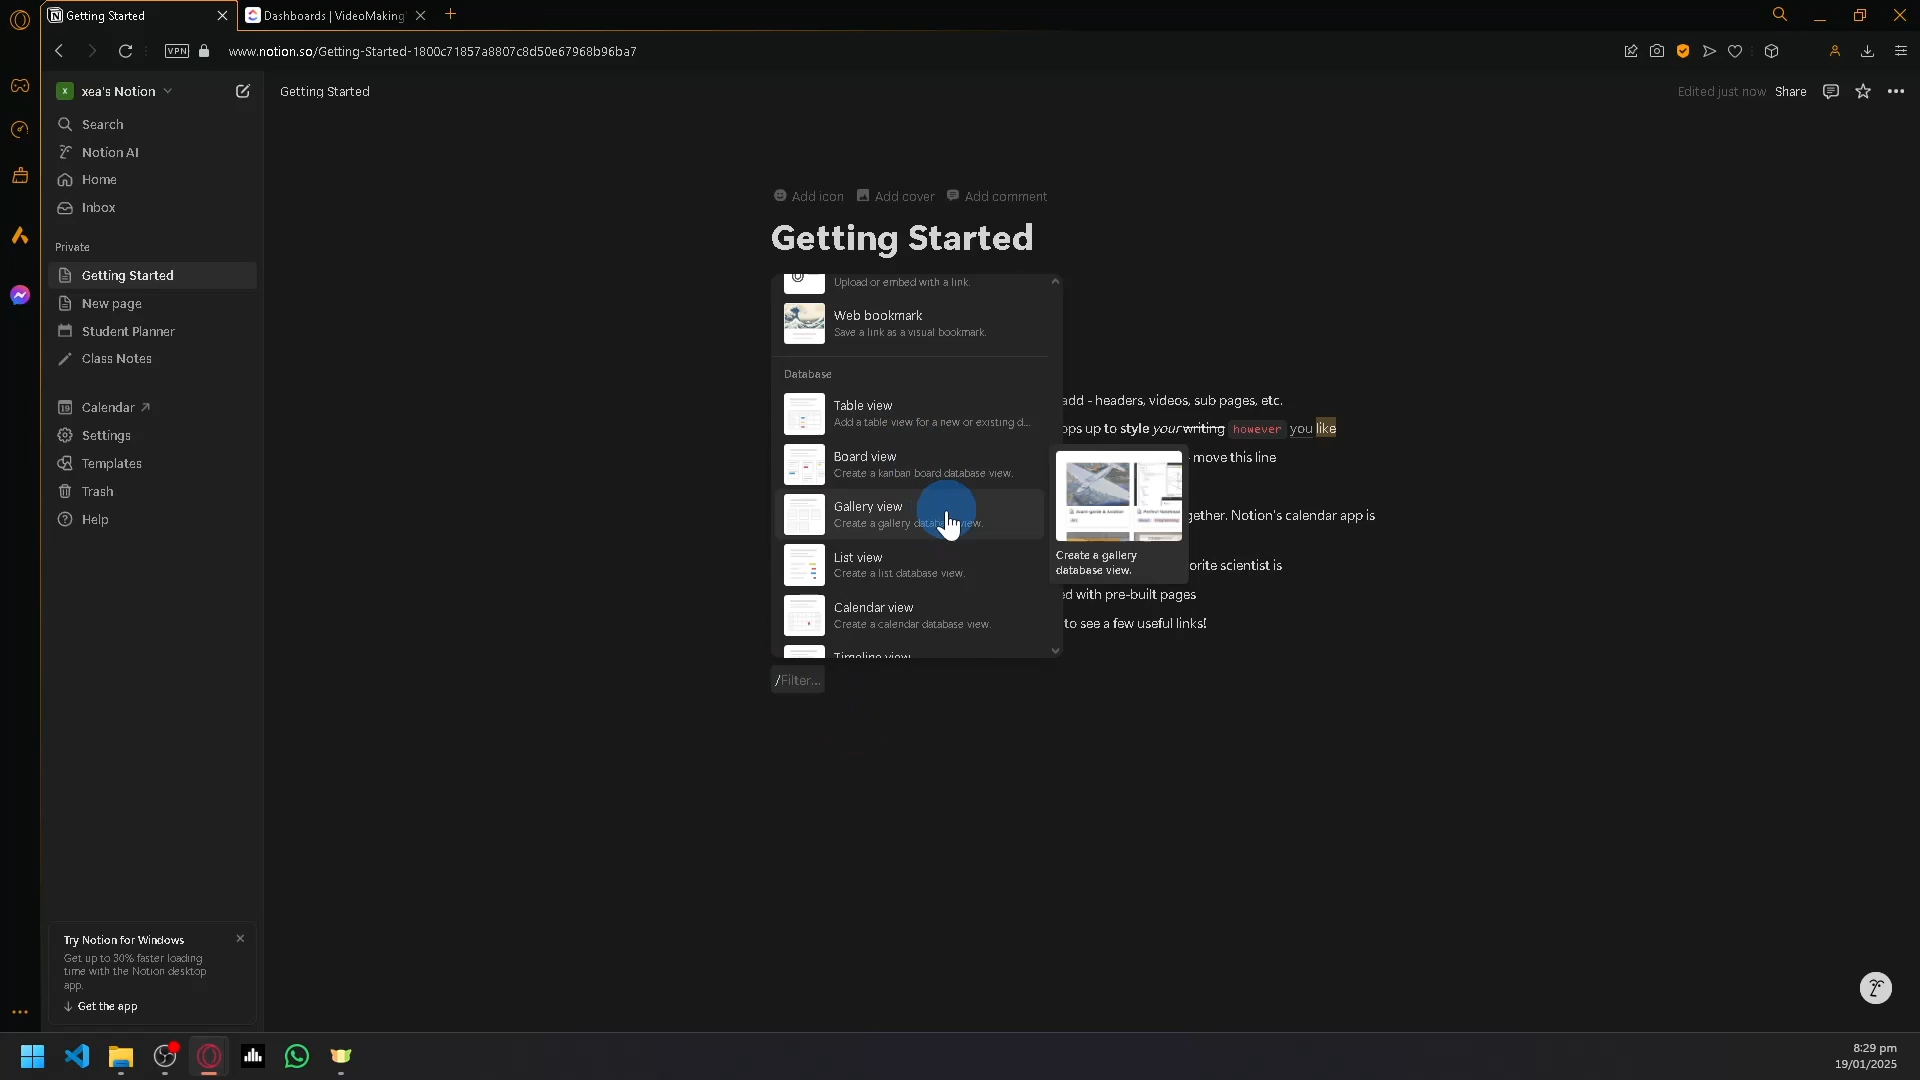 Getting Started
Dashboards | VideoMaking
VPN
www.notion.so/Getting-Started-1800c71857a8807c8d50e67968b96ba7
x
xea's Notion
Getting Started
Edited just now
Share
Search
Notion AI
Home
Inbox
Private
Getting Started
New page
Student Planner
Class Notes
19
Calendar
Settings
Templates
Trash
Help
Add icon
Add cover
Add comment
Getting Started
Upload or embed with a link.
Web bookmark
Save a link as a visual bookmark.
Database
Table view
Add a table view for a new or existing d...
Board view
Create a kanban board database view.
Gallery view
Create a gallery database view.
List view
Create a list database view.
Calendar view
Create a calendar database view.
Timeline view
add - headers, videos, sub pages, etc.
ops up to style your writing however you like
move this line
gether. Notion's calendar app is
orite scientist is
ed with pre-built pages
to see a few useful links!
Create a gallery
database view.
/Filter...
Try Notion for Windows
Get up to 30% faster loading
time with the Notion desktop
app.
Get the app
8:29 pm
19/01/2025